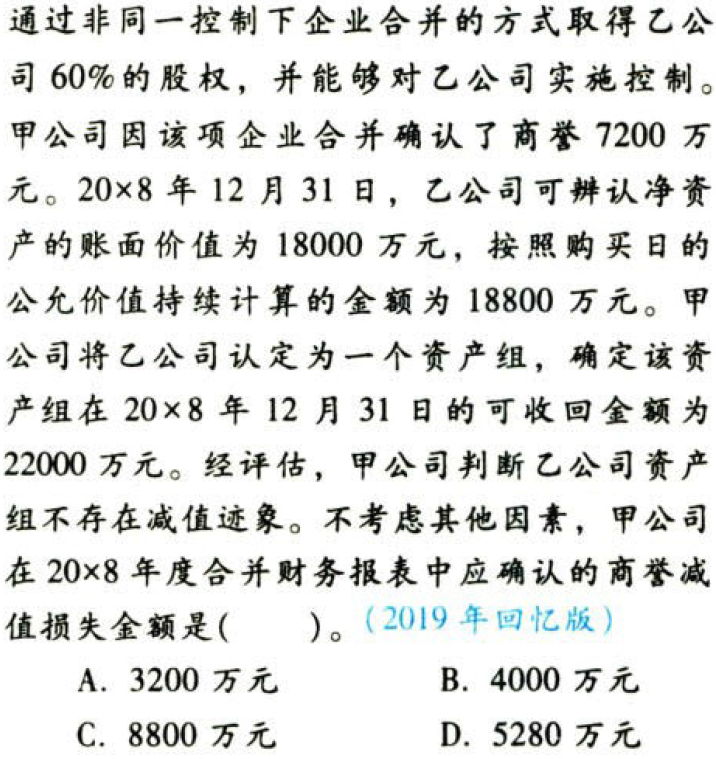 通过非同一控制下企业合并的方式取得乙公
司 60%的股权，并能够对乙公司实施控制。
甲公司因该项企业合并确认了商誉 7200 万
元。20×8 年 12 月 31 日，乙公司可辨认净资
产的账面价值为 18000 万元，按照购买日的
公允价值持续计算的金额为 18800 万元。甲
公司将乙公司认定为一个资产组，确定该资
产组在 20×8 年 12 月 31 日的可收回金额为
22000 万元。经评估，甲公司判断乙公司资产
组不存在减值迹象。不考虑其他因素，甲公司
在 20×8 年度合并财务报表中应确认的商誉减
值损失金额是(　　)。(2019 年回忆版)
A. 3200 万元　　B. 4000 万元
C. 8800 万元　　D. 5280 万元